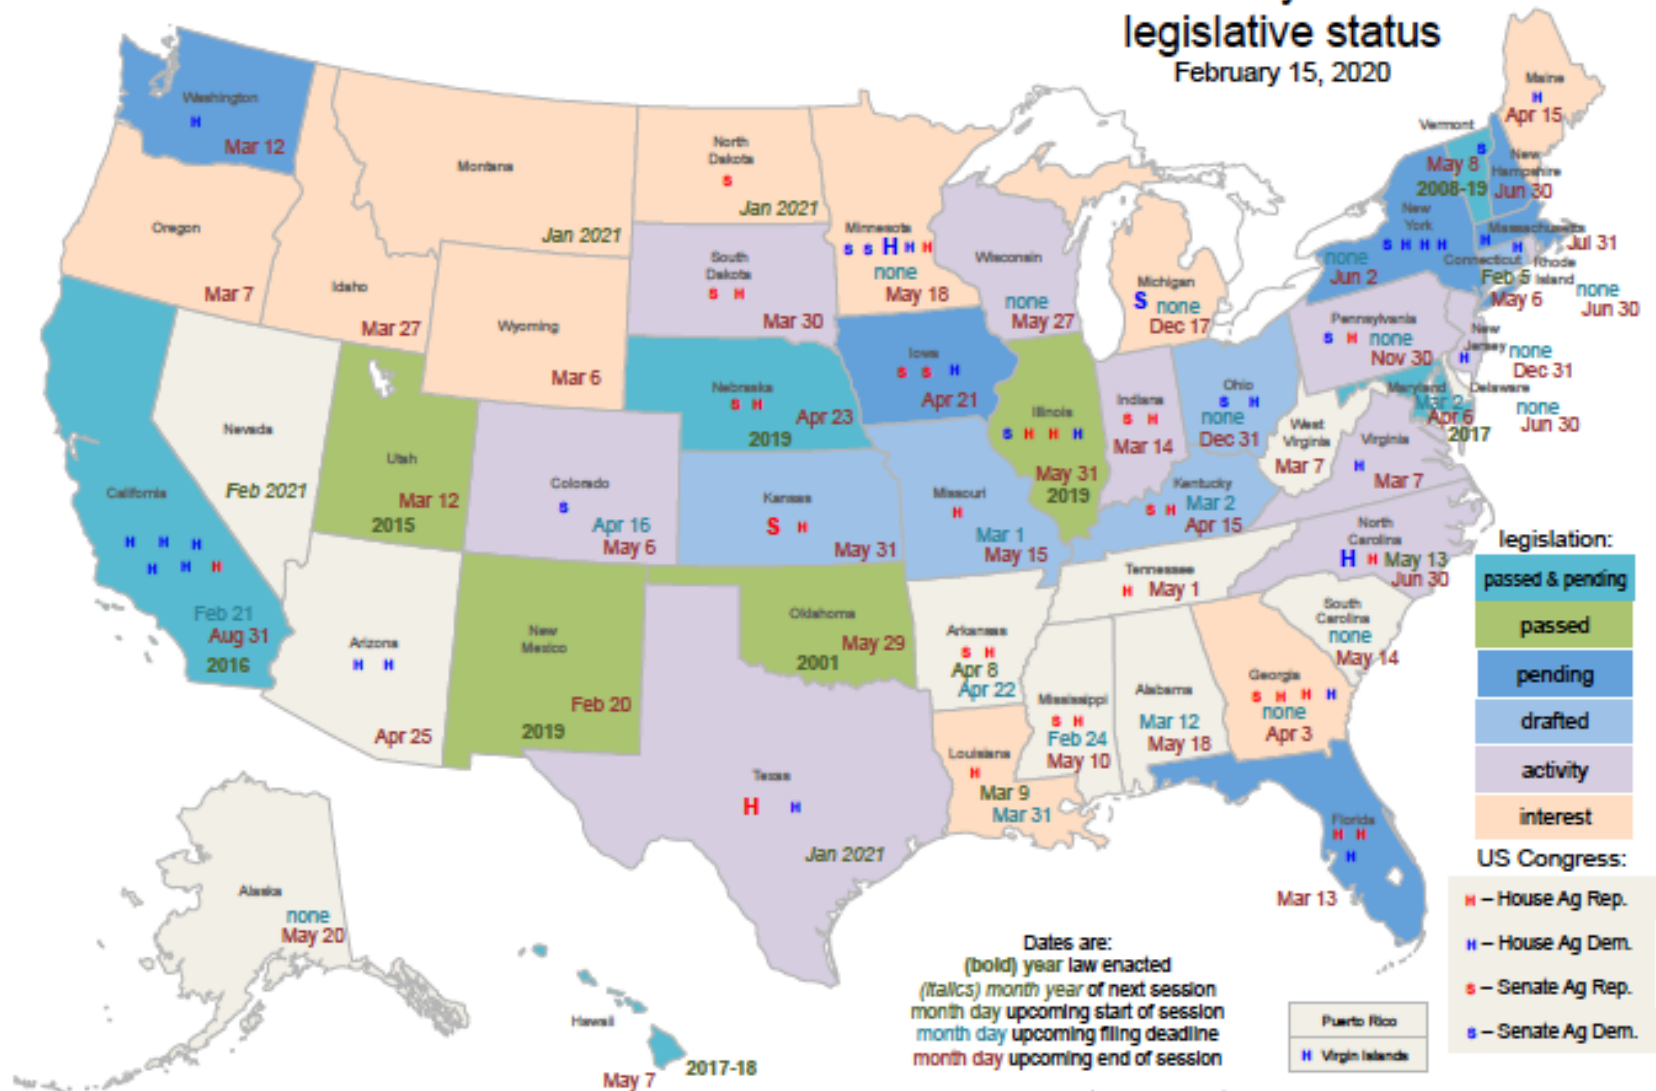 legislative status
February 15, 2020
Washington
H
Mar 12
Oregon
Mar 7
Idaho
Mar 27
Montana
Jan 2021
North
Dakota
S
Jan 2021
South
Dakota
S H
Mar 30
Wyoming
Mar 6
Minnesota
S S H H H
none
May 18
Wisconsin
none
May 27
Michigan
S none
Dec 17
Maine
H
Apr 15
Vermont
S
May 8
2008-19
New
Hampshire
Jun 30
New
York
S H H H
none
Jun 2
Massachusetts
H H
Jul 31
Connecticut
Feb 5
May 6
Rhode
Island
none
Jun 30
Pennsylvania
S H none
Nov 30
New
Jersey
H
none
Dec 31
Maryland
Mar 2
Apr 6
2017
Delaware
none
Jun 30
California
H H H
H H H
Feb 21
Aug 31
2016
Nevada
Feb 2021
Utah
Mar 12
2015
Colorado
S
Apr 16
May 6
Nebraska
S H
Apr 23
2019
Kansas
S H
May 31
Iowa
S S H
Apr 21
Missouri
H
Mar 1
May 15
Illinois
S H H H
May 31
2019
Indiana
S H
Mar 14
Ohio
S H
none
Dec 31
Kentucky
S H Mar 2
Apr 15
West
Virginia
Mar 7
Virginia
H
Mar 7
North
Carolina
H H May 13
Jun 30
Tennessee
H May 1
South
Carolina
none
May 14
Arizona
H H
Apr 25
New
Mexico
Feb 20
2019
Oklahoma
May 29
2001
Texas
H H
Jan 2021
Arkansas
S H
Apr 8
Apr 22
Louisiana
H
Mar 9
Mar 31
Mississippi
S H
Feb 24
May 10
Alabama
Mar 12
May 18
Georgia
S H H H
none
Apr 3
Florida
H H
H
Mar 13
Alaska
none
May 20
Hawaii
2017-18
May 7
legislation:
passed & pending
passed
pending
drafted
activity
interest
US Congress:
H – House Ag Rep.
H – House Ag Dem.
S – Senate Ag Rep.
S – Senate Ag Dem.
Dates are:
(bold) year law enacted
(italics) month year of next session
month day upcoming start of session
month day upcoming filing deadline
month day upcoming end of session
Puerto Rico
H Virgin Islands